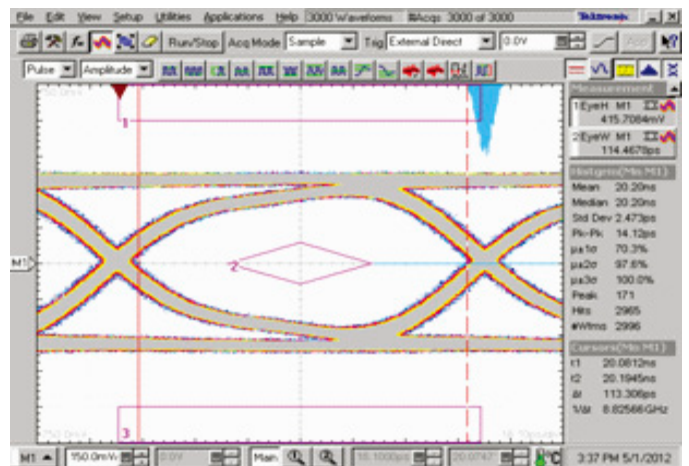 File Edit View Setup Utilities Applications Help 3000 Waveforms #Acqs 3000 of 3000 Tektronix
Run/Stop Acq Mode Sample Trig External Direct 0.0V
Pulse Amplitude
Measurement
1 EyeH M1
415.7084mV
2 EyeW M1
114.4678ps
Histgrm(Mn M1)
Mean 20.20ns
Median 20.20ns
Std Dev 2.473ps
Pk-Pk 14.12ps
µ±1σ 70.3%
µ±2σ 97.6%
µ±3σ 100.0%
Peak 171
Hits 2965
#Wfms 2996
Cursors(Mn M1)
t1 20.0812ns
t2 20.1945ns
Δt 113.306ps
1/Δt 8.82566GHz
1
M1
2
3
M1 150.0mV 0.0V Main 20.0747 °C 3:37 PM 5/1/2012